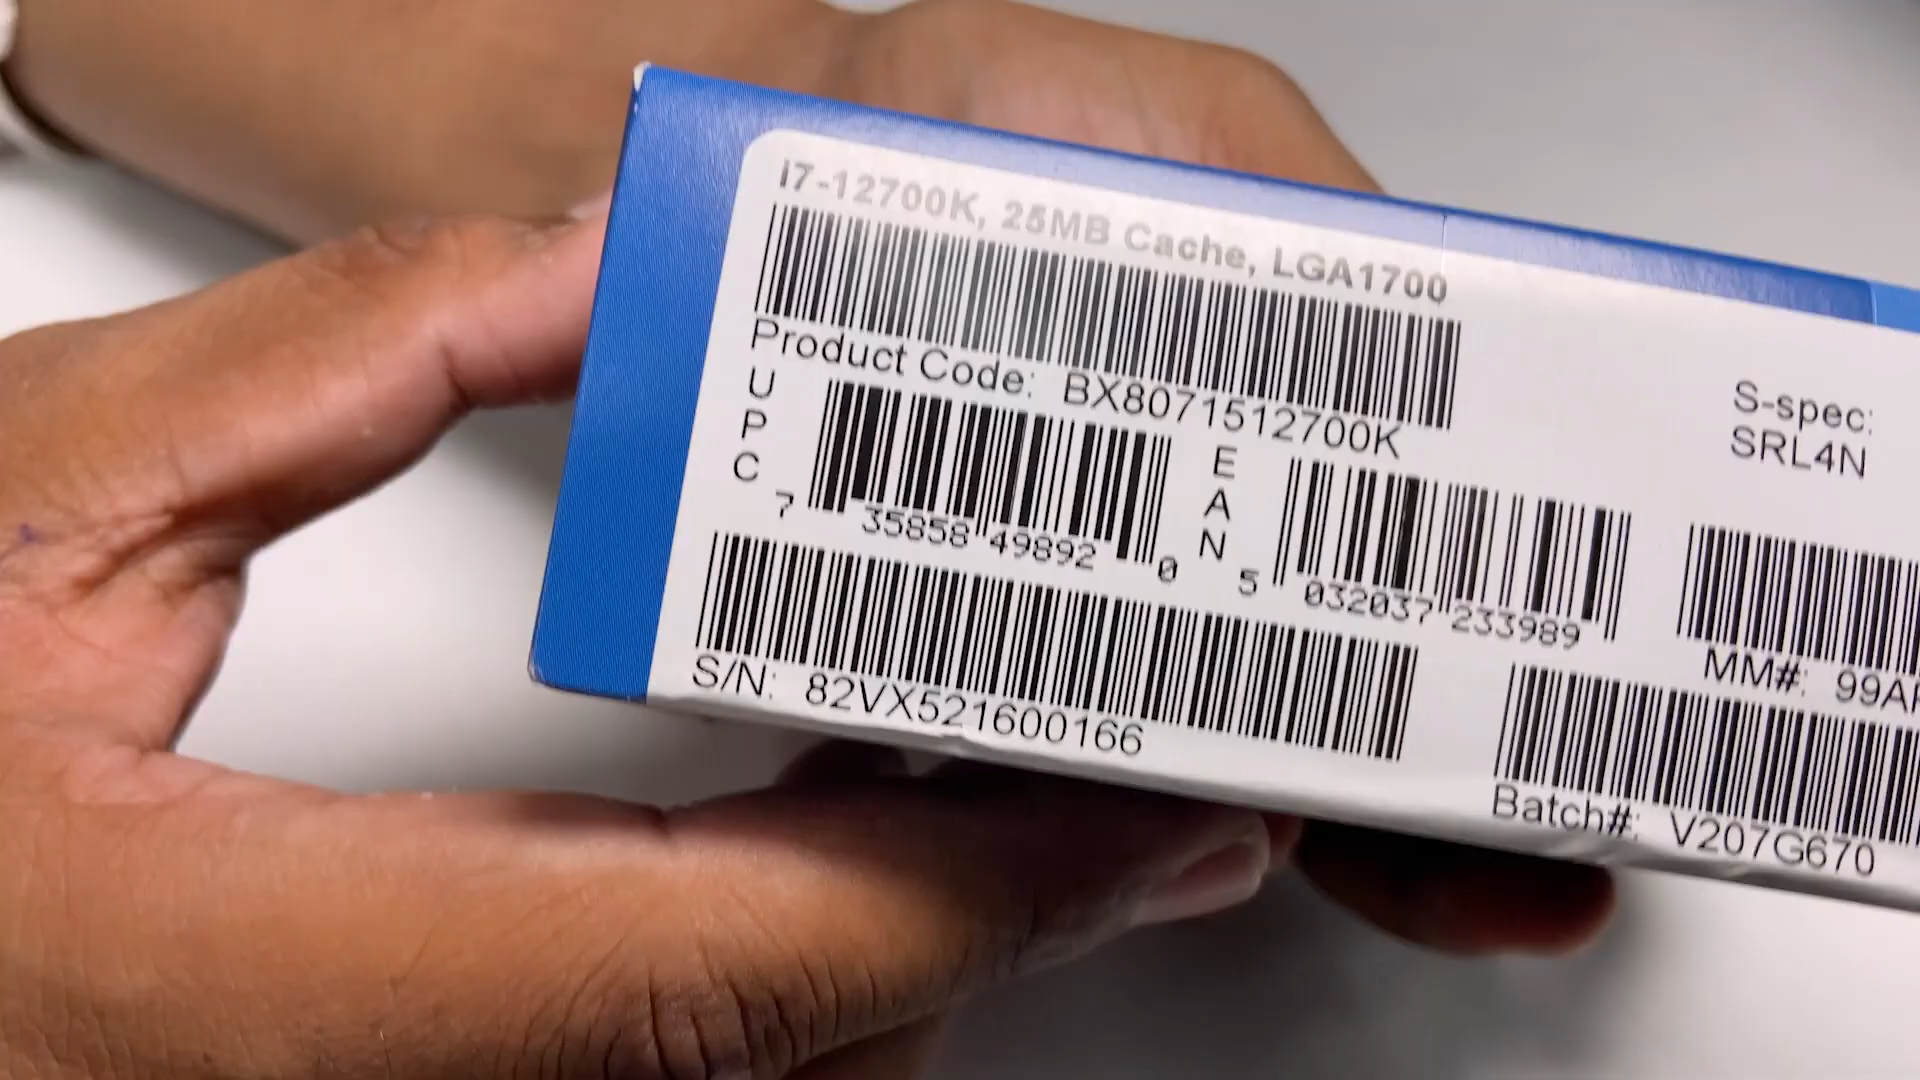 i7-12700K, 25MB Cache, LGA1700
Product Code: BX8071512700K
S-spec:
SRL4N
UPC
7 35858 49892 0
EAN
5 032037 233989
MM#: 99A
S/N: 82VX521600166
Batch#: V207G670